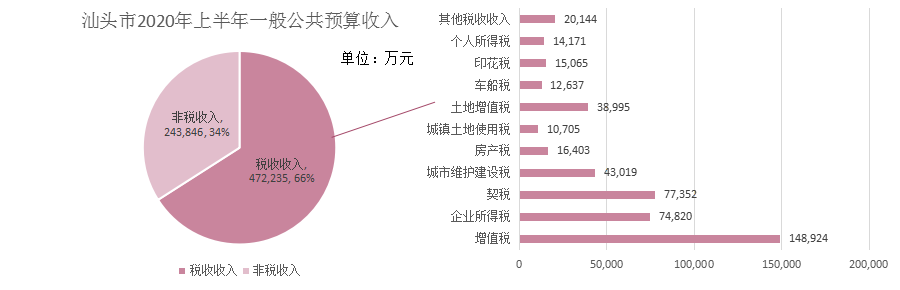 汕头市2020年上半年一般公共预算收入
单位：万元
非税收入,
243,846, 34%
税收收入,
472,235, 66%
税收收入 非税收入
其他税收收入 20,144
个人所得税 14,171
印花税 15,065
车船税 12,637
土地增值税 38,995
城镇土地使用税 10,705
房产税 16,403
城市维护建设税 43,019
契税 77,352
企业所得税 74,820
增值税 148,924
0 50,000 100,000 150,000 200,000